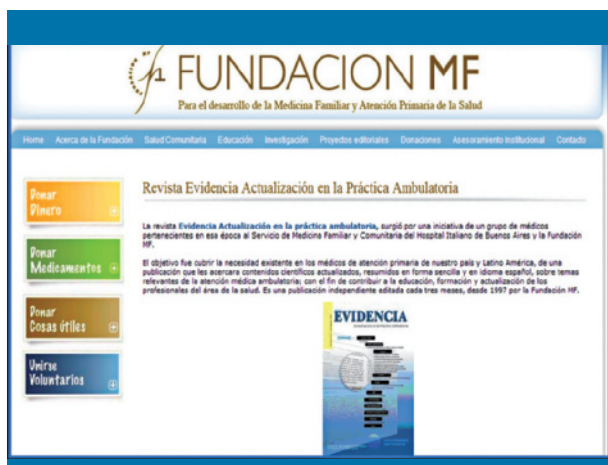 FUNDACION MF
Para el desarrollo de la Medicina Familiar y Atención Primaria de la Salud
Home Acerca de la Fundación Salud Comunitaria Educación Investigación Proyectos editoriales Donaciones Asesoramiento Institucional Contacto
Donar
Dinero
Donar
Medicamentos
Donar
Cosas útiles
Unirse
Voluntarios
Revista Evidencia Actualización en la Práctica Ambulatoria
La revista Evidencia Actualización en la práctica ambulatoria, surgió por una iniciativa de un grupo de médicos
pertenecientes en esa época al Servicio de Medicina Familiar y Comunitaria del Hospital Italiano de Buenos Aires y la Fundación
MF.
El objetivo fue cubrir la necesidad existente en los médicos de atención primaria de nuestro país y Latino América, de una
publicación que les acercara contenidos científicos actualizados, resumidos en forma sencilla y en idioma español, sobre temas
relevantes de la atención médica ambulatoria; con el fin de contribuir a la educación, formación y actualización de los
profesionales del área de la salud. Es una publicación independiente editada cada tres meses, desde 1997 por la Fundación MF.
EVIDENCIA